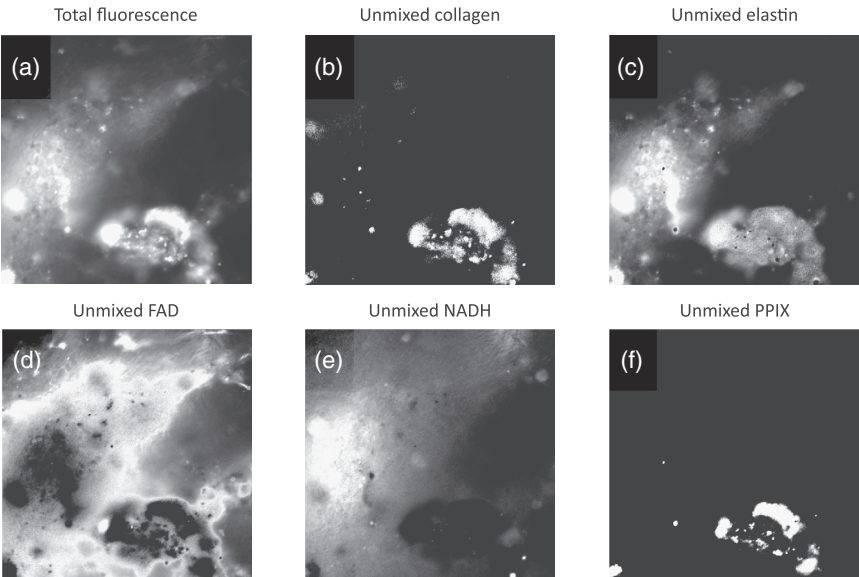 Total fluorescence
Unmixed collagen
Unmixed elastin
(a)
(b)
(c)
Unmixed FAD
Unmixed NADH
Unmixed PPIX
(d)
(e)
(f)